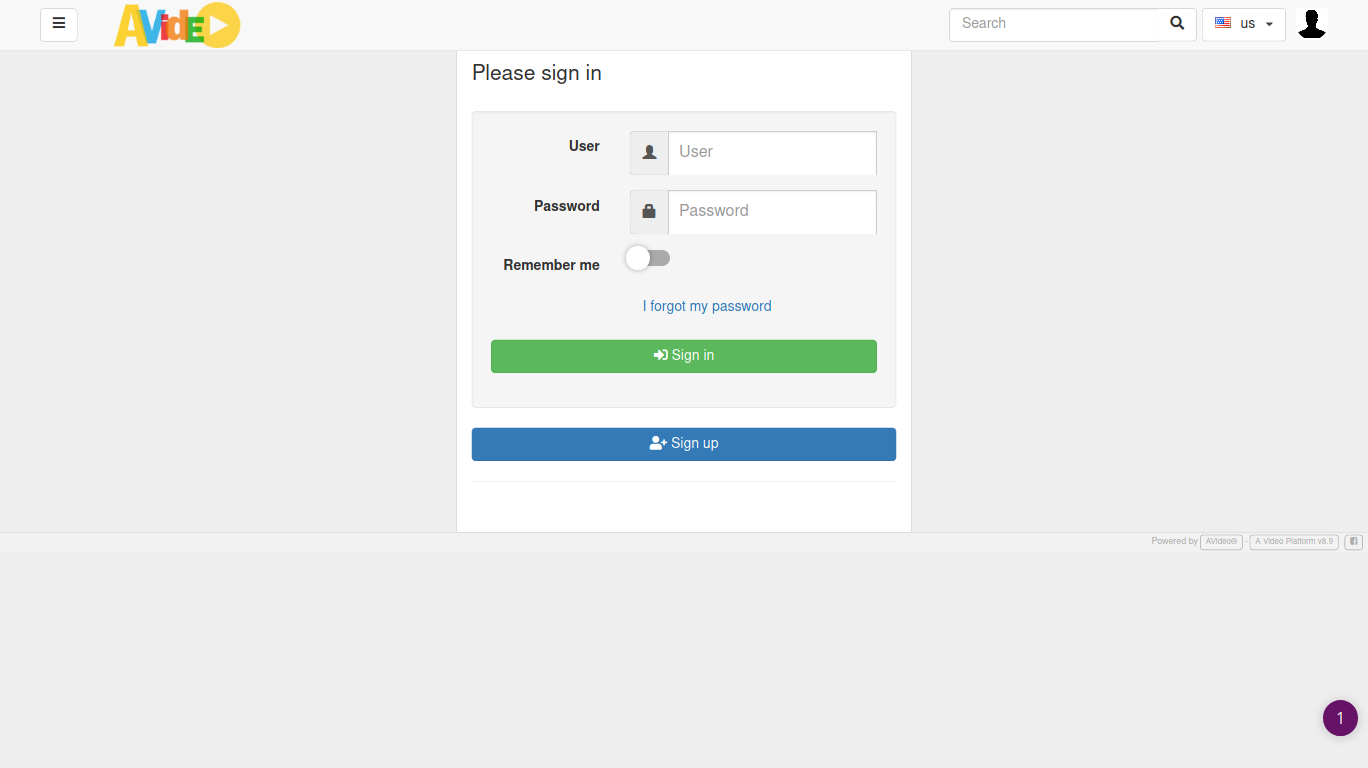 AVideo
Search
us
Please sign in
User
User
Password
Password
Remember me
I forgot my password
Sign in
Sign up
Powered by AVideo® - A Video Platform v8.9
1